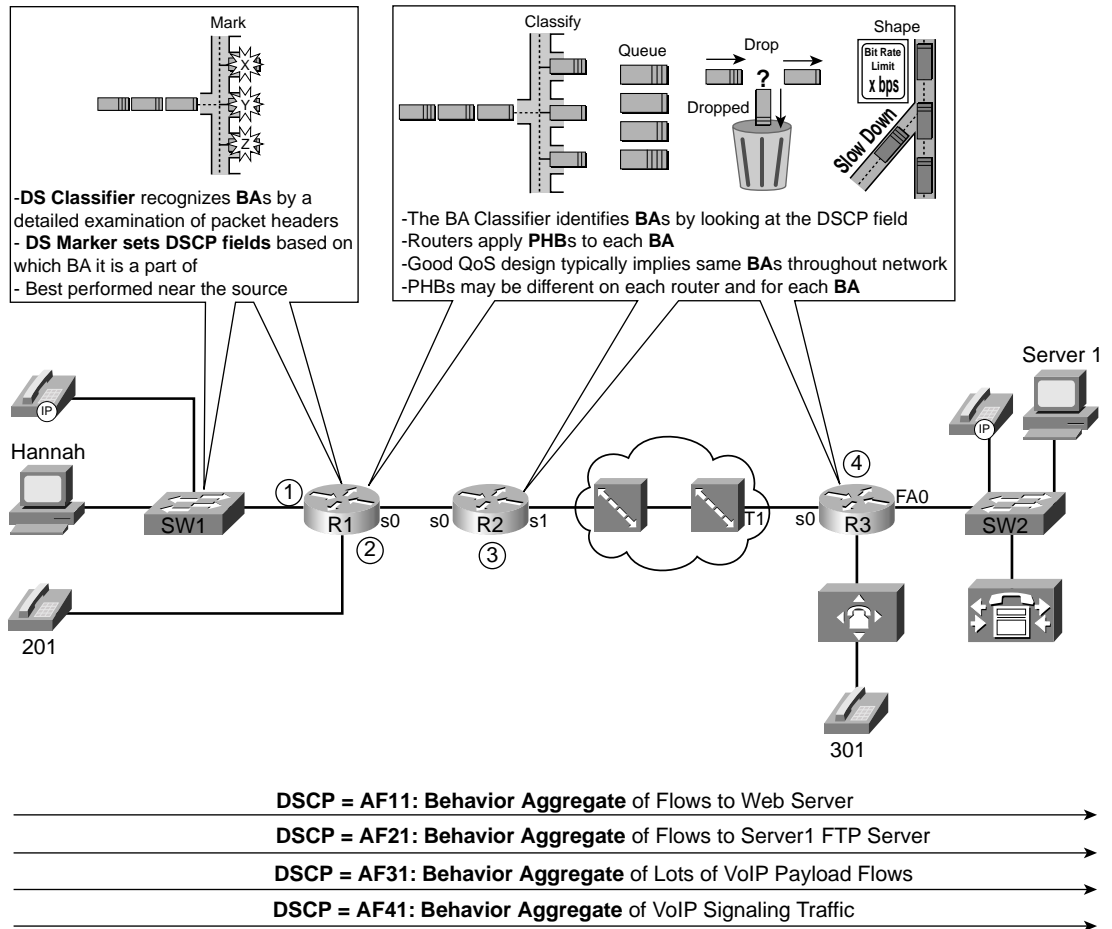 Mark
X
Y
Z
-DS Classifier recognizes BAs by a
detailed examination of packet headers
- DS Marker sets DSCP fields based on
which BA it is a part of
- Best performed near the source
Classify
Queue
Drop
?
Dropped
Shape
Bit Rate
Limit
x bps
Slow Down
-The BA Classifier identifies BAs by looking at the DSCP field
-Routers apply PHBs to each BA
-Good QoS design typically implies same BAs throughout network
-PHBs may be different on each router and for each BA
IP
Hannah
SW1
201
1
R1
2
s0
s0
R2
3
s1
T1
s0
4
R3
FA0
301
IP
Server 1
SW2
DSCP = AF11: Behavior Aggregate of Flows to Web Server
DSCP = AF21: Behavior Aggregate of Flows to Server1 FTP Server
DSCP = AF31: Behavior Aggregate of Lots of VoIP Payload Flows
DSCP = AF41: Behavior Aggregate of VoIP Signaling Traffic